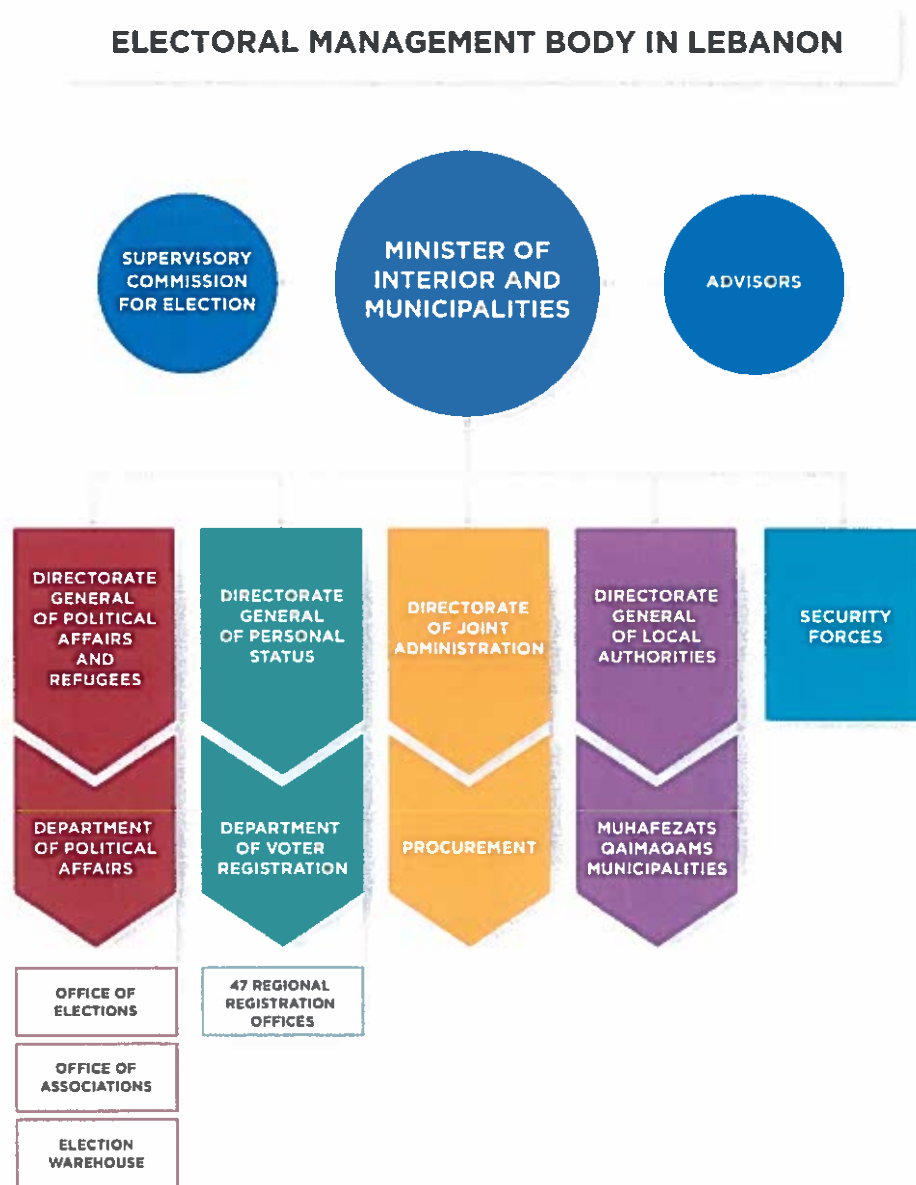 ELECTORAL MANAGEMENT BODY IN LEBANON
SUPERVISORY
COMMISSION
FOR ELECTION
MINISTER OF
INTERIOR AND
MUNICIPALITIES
ADVISORS
DIRECTORATE
GENERAL
OF POLITICAL
AFFAIRS
AND
REFUGEES
DIRECTORATE
GENERAL
OF PERSONAL
STATUS
DIRECTORATE
OF JOINT
ADMINISTRATION
DIRECTORATE
GENERAL
OF LOCAL
AUTHORITIES
SECURITY
FORCES
DEPARTMENT
OF POLITICAL
AFFAIRS
DEPARTMENT
OF VOTER
REGISTRATION
PROCUREMENT
MUHAFEZATS
QAIMAQAMS
MUNICIPALITIES
OFFICE OF
ELECTIONS
47 REGIONAL
REGISTRATION
OFFICES
OFFICE OF
ASSOCIATIONS
ELECTION
WAREHOUSE